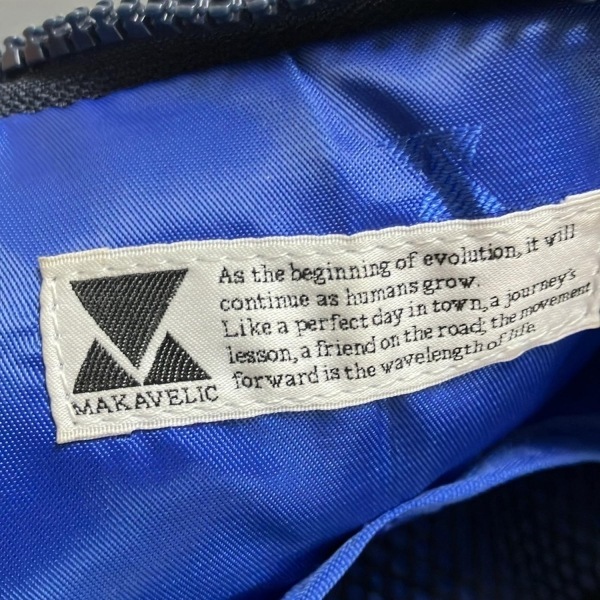 MAKAVELIC
As the beginning of evolution, it will
continue as humans grow.
Like a perfect day in town, a journey's
lesson, a friend on the road; the movement
forward is the wavelength of life.